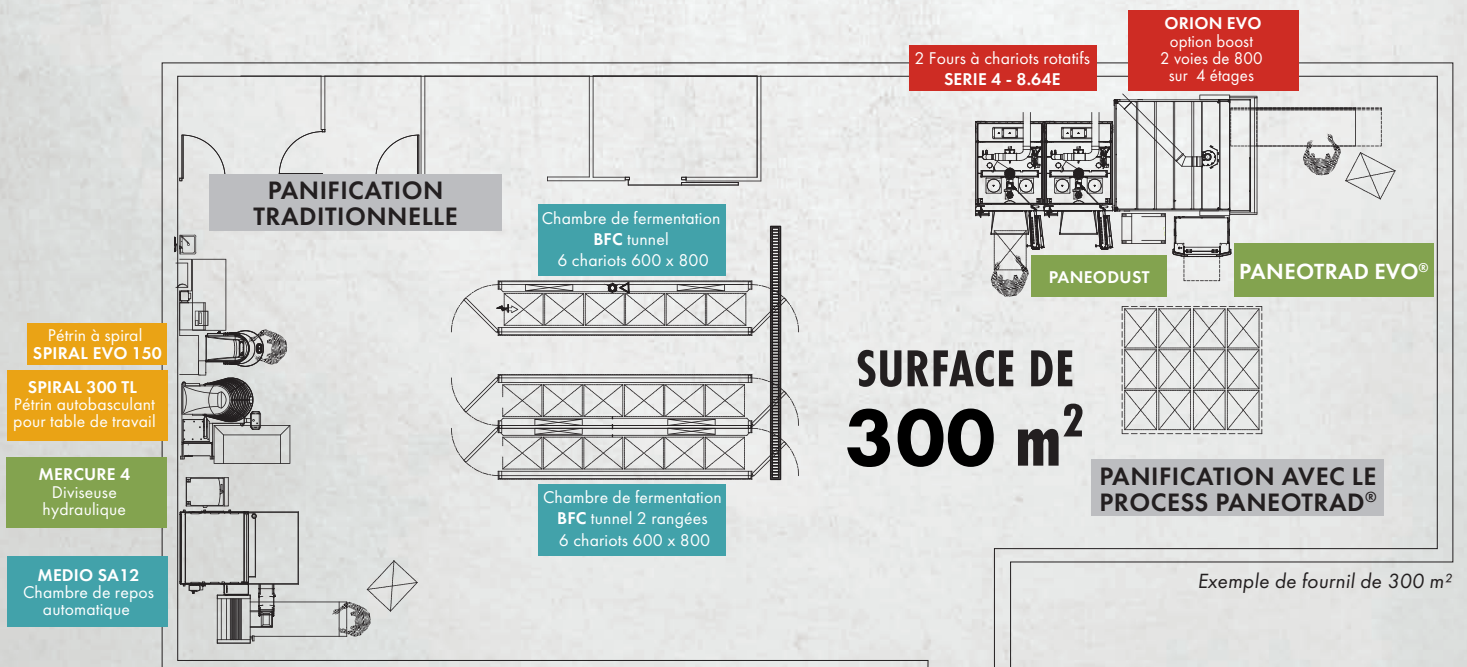 ORION EVO
option boost
2 voies de 800
sur 4 étages
2 Fours à chariots rotatifs
SERIE 4 - 8.64E
PANIFICATION
TRADITIONNELLE
Chambre de fermentation
BFC tunnel
6 chariots 600 x 800
PANEODUST
PANEOTRAD EVO®
Pétrin à spiral
SPIRAL EVO 150
SPIRAL 300 TL
Pétrin autobasculant
pour table de travail
MERCURE 4
Diviseuse
hydraulique
MEDIO SA12
Chambre de repos
automatique
SURFACE DE
300 m²
Chambre de fermentation
BFC tunnel 2 rangées
6 chariots 600 x 800
PANIFICATION AVEC LE
PROCESS PANEOTRAD®
Exemple de fournil de 300 m²